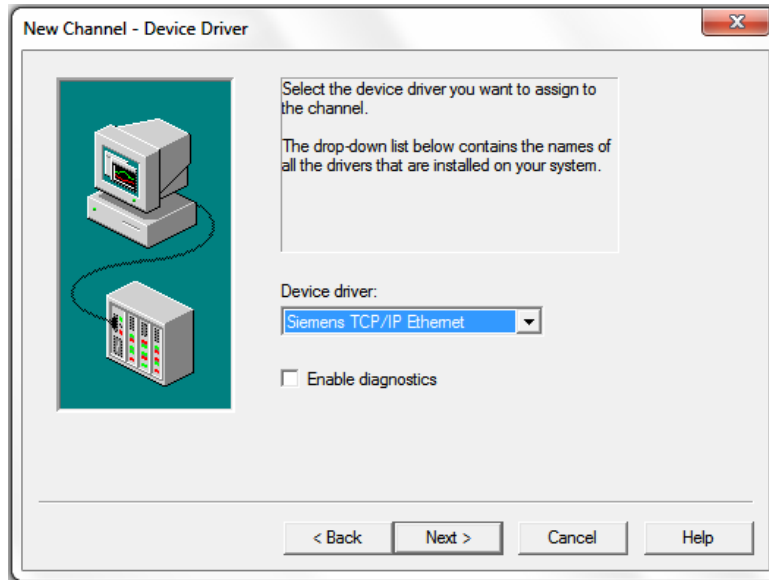 New Channel - Device Driver
Select the device driver you want to assign to
the channel.
The drop-down list below contains the names of
all the drivers that are installed on your system.
Device driver:
Siemens TCP/IP Ethernet
Enable diagnostics
< Back Next > Cancel Help